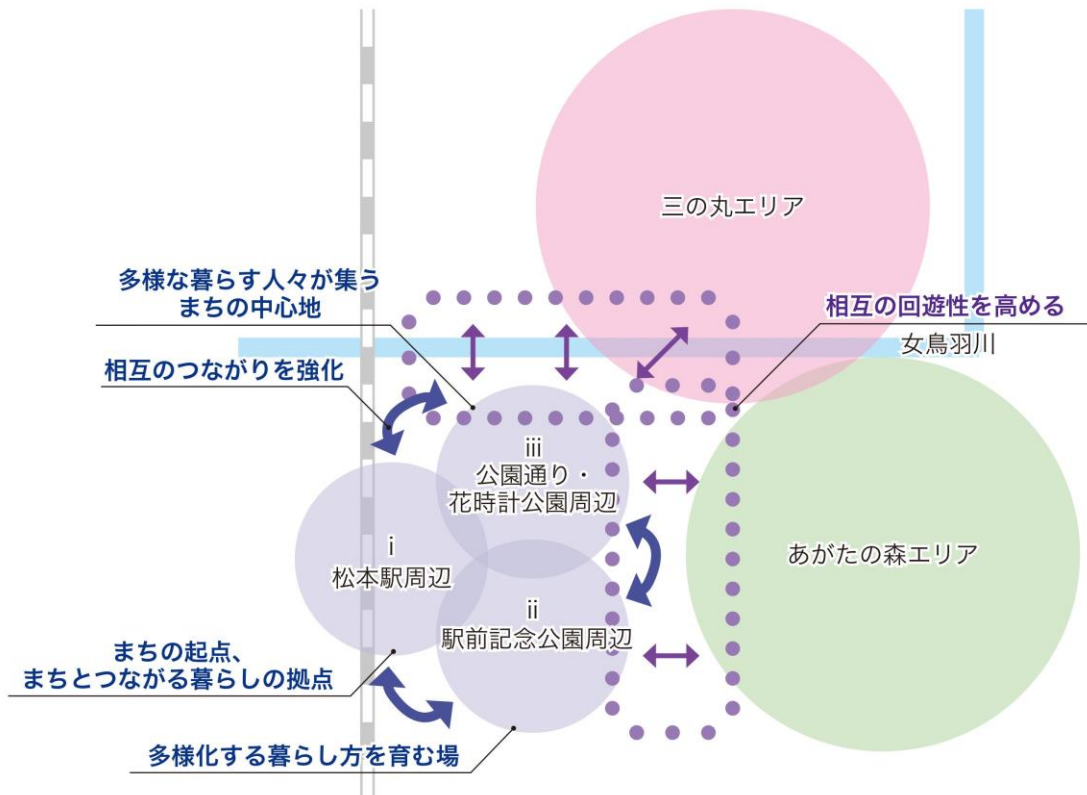 三の丸エリア
多様な暮らす人々が集う
まちの中心地
相互の回遊性を高める
女鳥羽川
相互のつながりを強化
iii
公園通り・
花時計公園周辺
i
松本駅周辺
あがたの森エリア
ii
駅前記念公園周辺
まちの起点、
まちとつながる暮らしの拠点
多様化する暮らし方を育む場